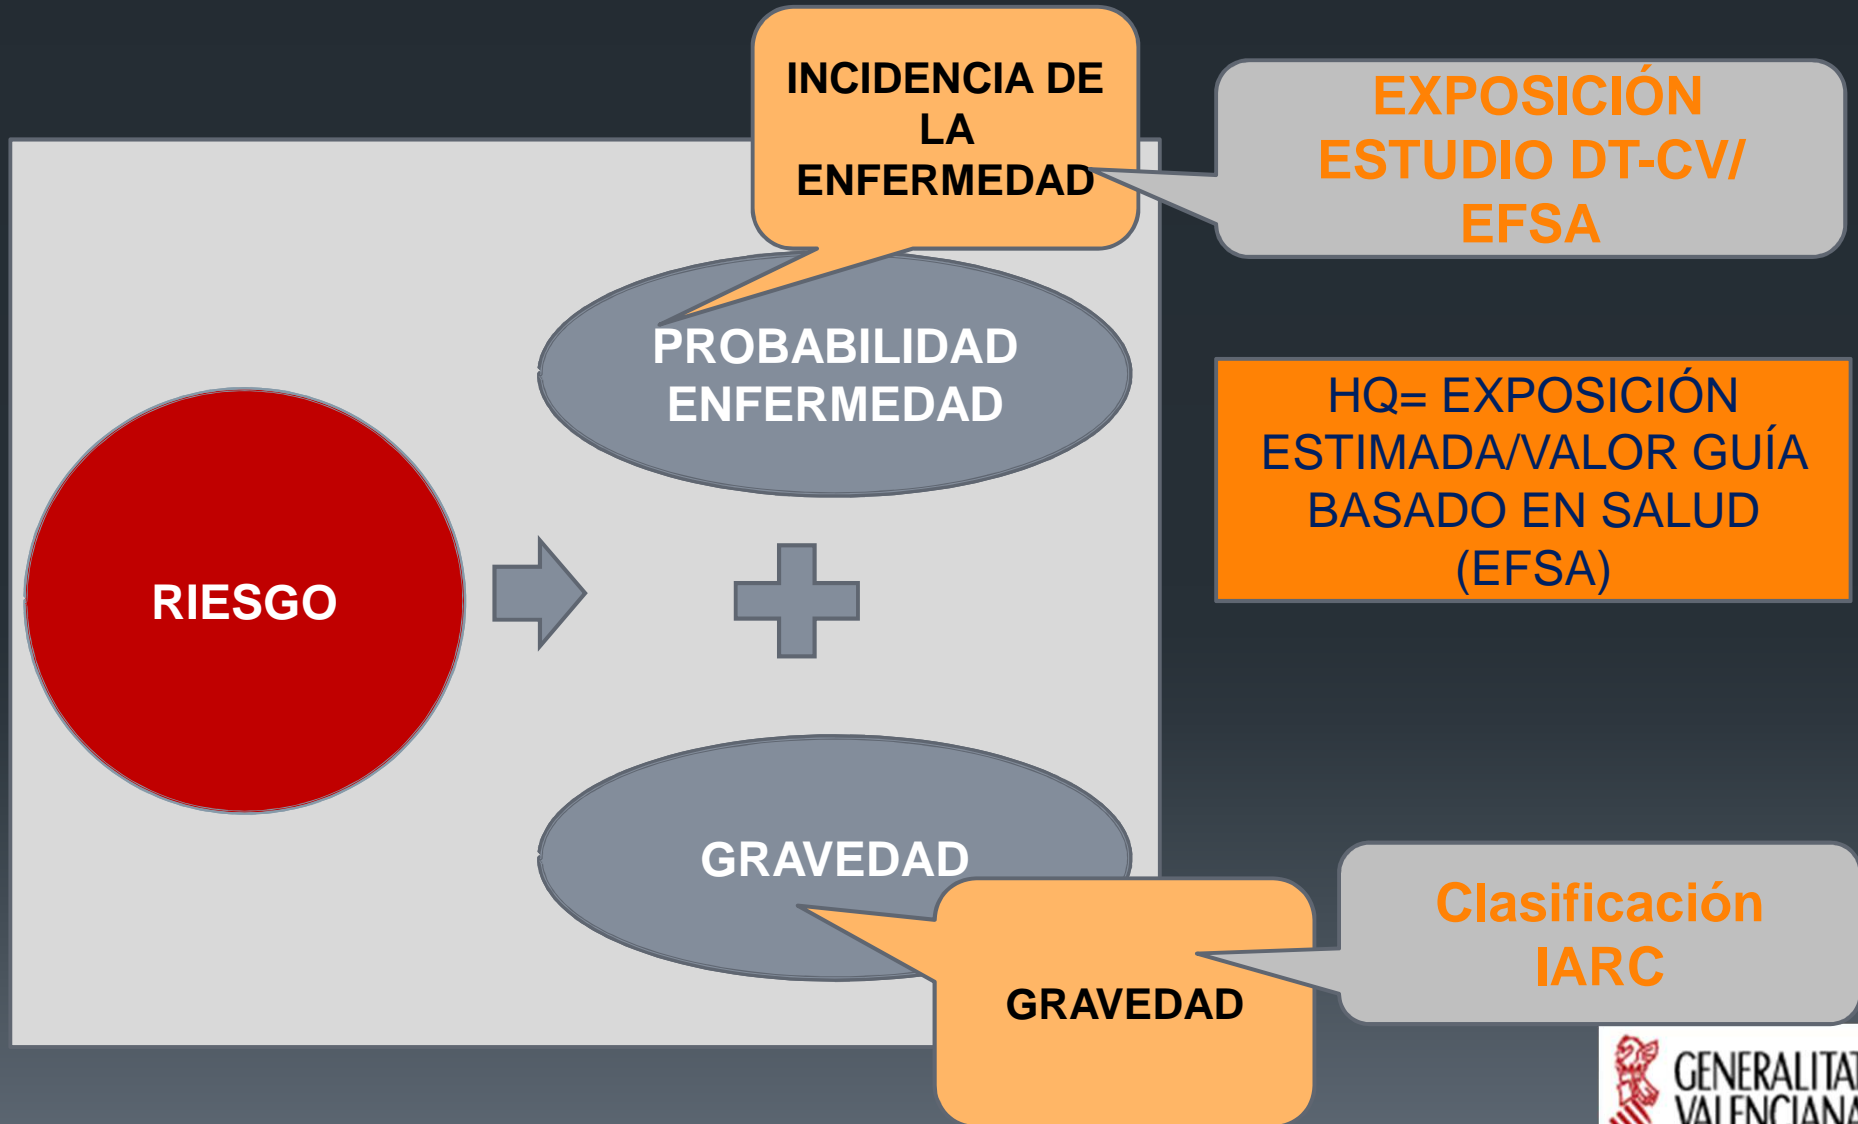 INCIDENCIA DE
LA
ENFERMEDAD
EXPOSICIÓN
ESTUDIO DT-CV/
EFSA
PROBABILIDAD
ENFERMEDAD
HQ= EXPOSICIÓN
ESTIMADA/VALOR GUÍA
BASADO EN SALUD
(EFSA)
RIESGO
GRAVEDAD
Clasificación
IARC
GRAVEDAD
GENERALITAT
VALENCIANA